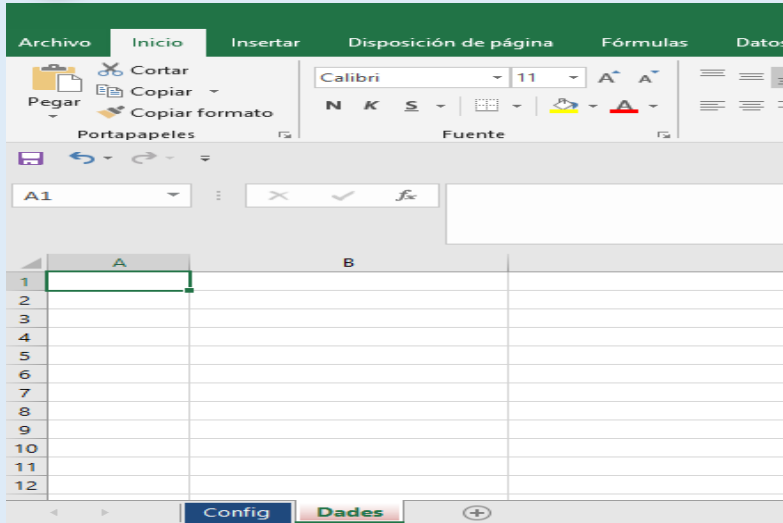 Archivo Inicio Insertar Disposición de página Fórmulas Datos
Cortar
Copiar
Copiar formato
Pegar
Calibri 11 A A
N K S A
Portapapeles Fuente
A1 fx
A B
1
2
3
4
5
6
7
8
9
10
11
12
Config Dades